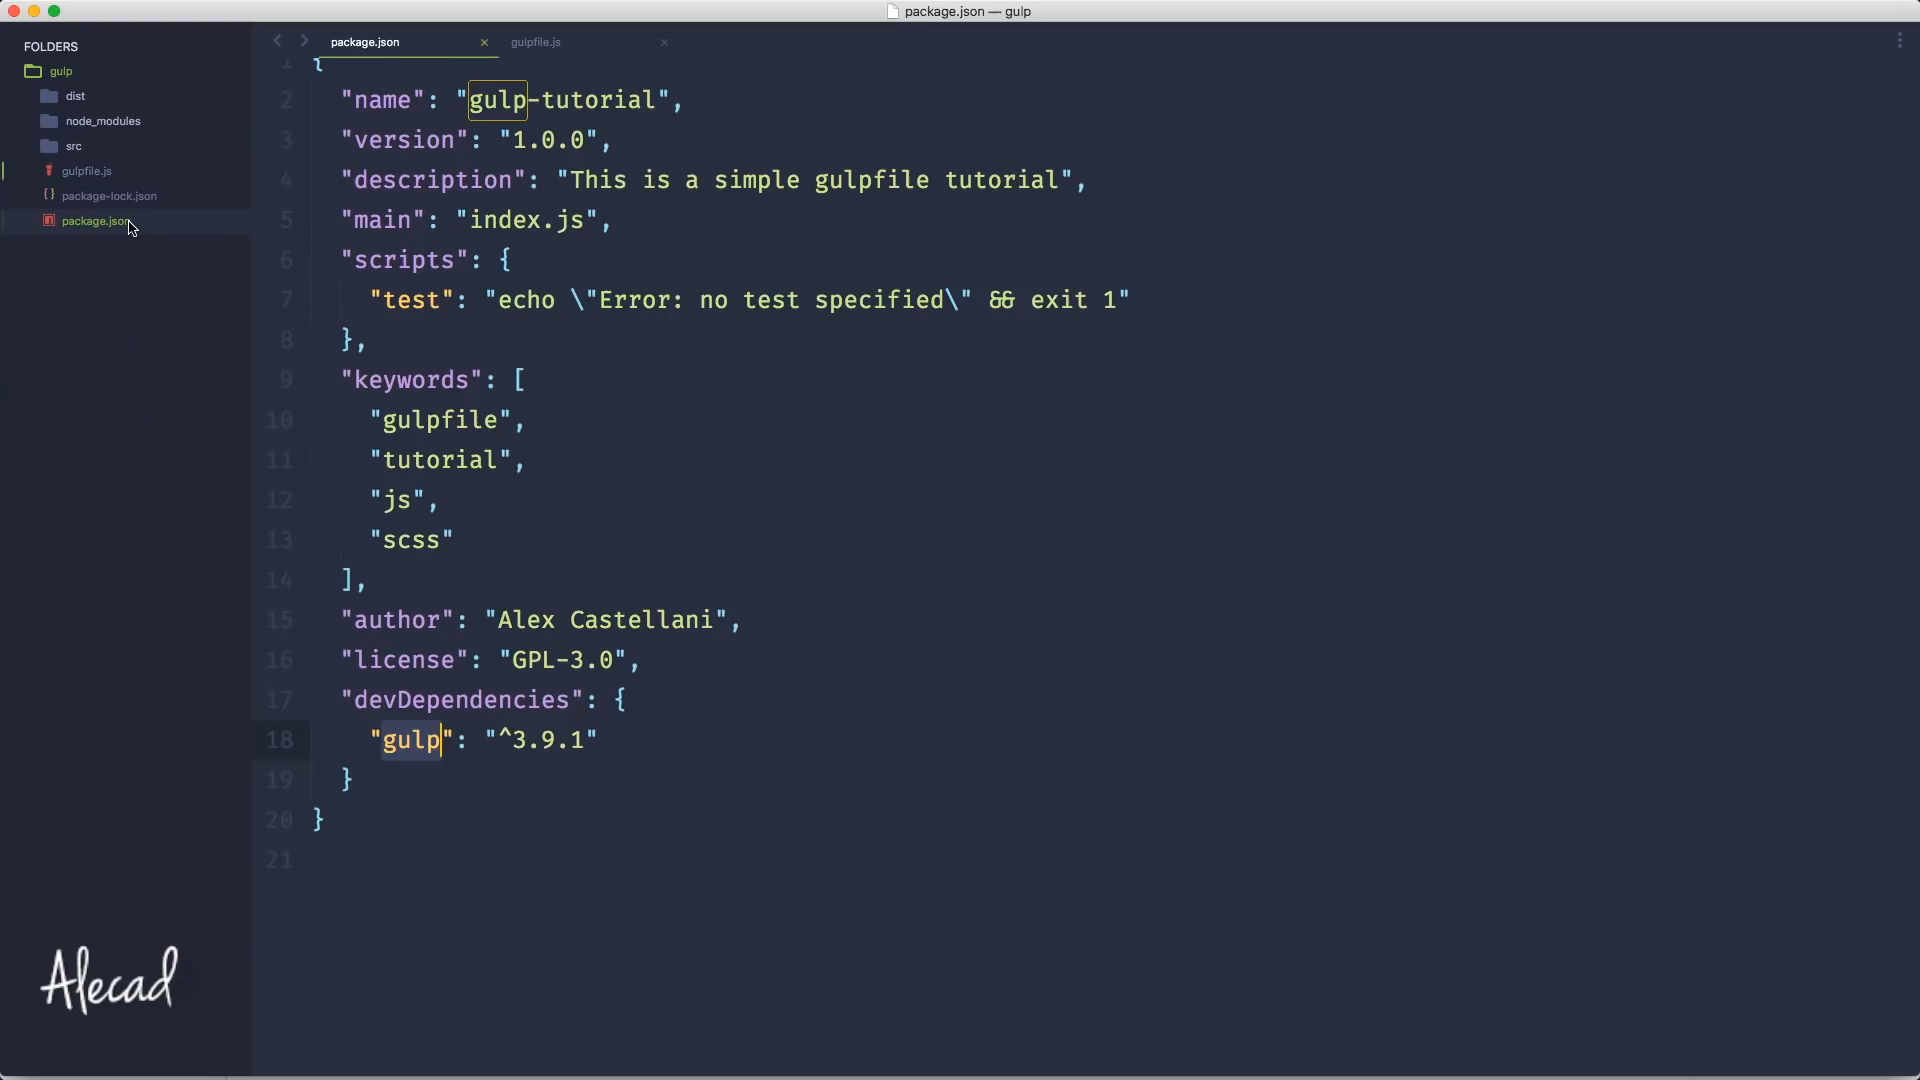 package.json — gulp
FOLDERS
gulp
dist
node_modules
src
gulpfile.js
package-lock.json
package.json
package.json
gulpfile.js
1 {
2 "name": "gulp-tutorial",
3 "version": "1.0.0",
4 "description": "This is a simple gulpfile tutorial",
5 "main": "index.js",
6 "scripts": {
7 "test": "echo \"Error: no test specified\" && exit 1"
8 },
9 "keywords": [
10 "gulpfile",
11 "tutorial",
12 "js",
13 "scss"
14 ],
15 "author": "Alex Castellani",
16 "license": "GPL-3.0",
17 "devDependencies": {
18 "gulp": "^3.9.1"
19 }
20 }
21
Alecad